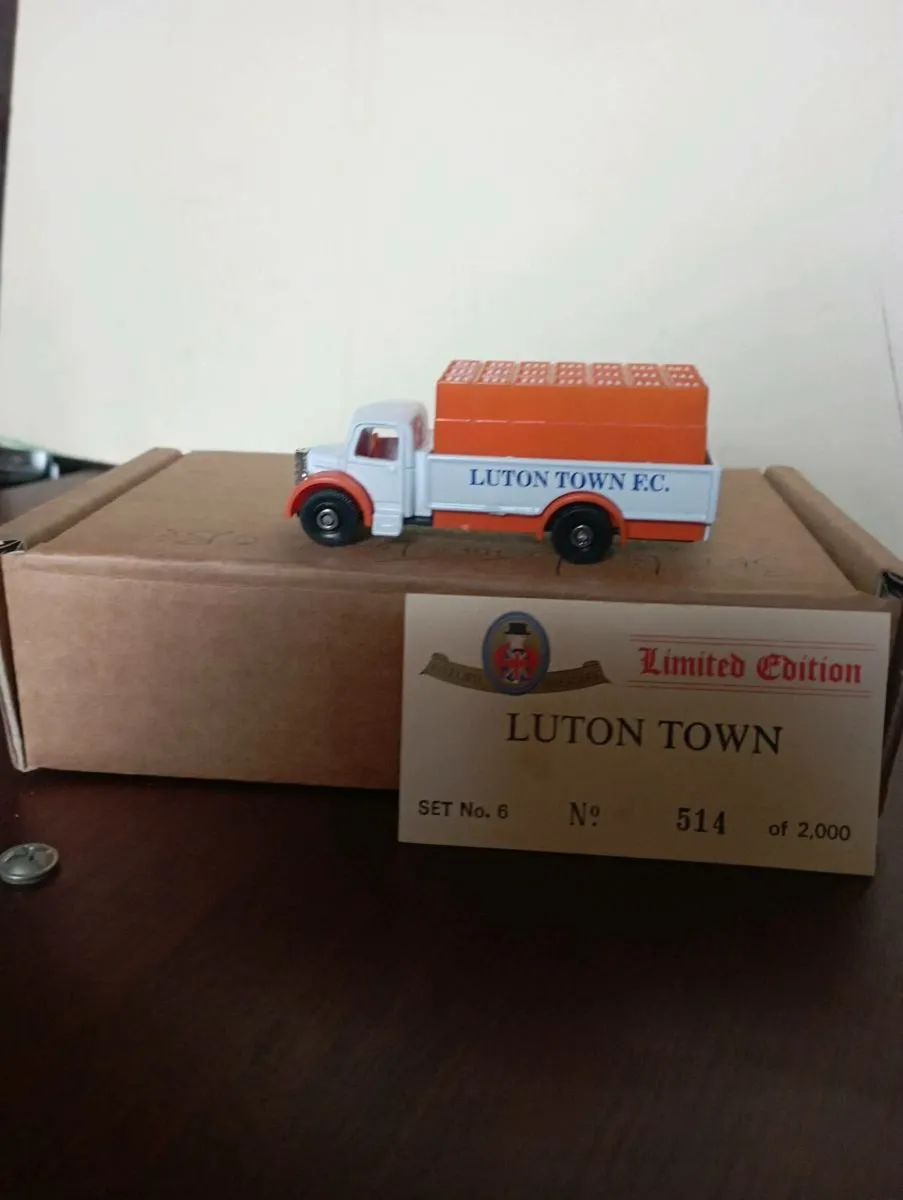 LUTON TOWN F.C.
Limited Edition
LUTON TOWN
SET No. 6 Nº 514 of 2,000